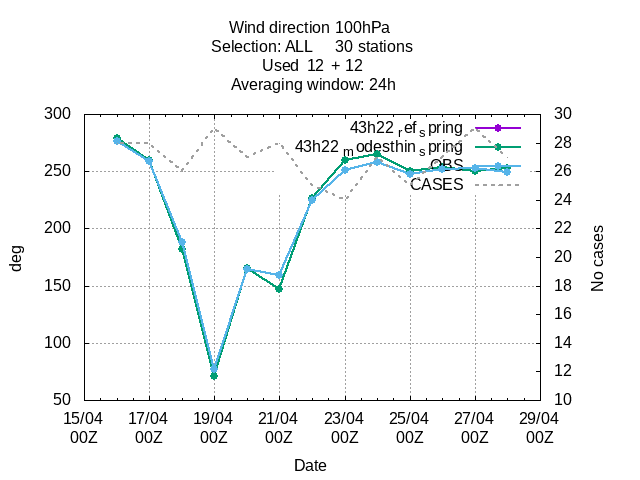 Wind direction 100hPa
Selection: ALL 30 stations
Used 12 + 12
Averaging window: 24h
300 30
43h22_ref_spring
28
43h22_modesthin_spring
250 OBS 26
CASES
24
200 22
20
deg No cases
150 18
16
100 14
12
50 10
15/04 17/04 19/04 21/04 23/04 25/04 27/04 29/04
00Z 00Z 00Z 00Z 00Z 00Z 00Z 00Z
Date